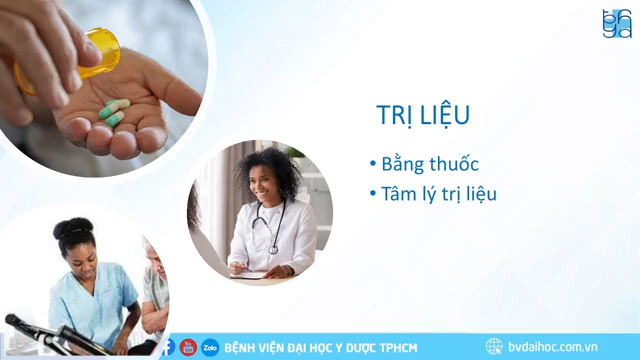 TRỊ LIỆU
• Bằng thuốc
• Tâm lý trị liệu
Zalo
BỆNH VIỆN ĐẠI HỌC Y DƯỢC TPHCM
bvdaihoc.com.vn